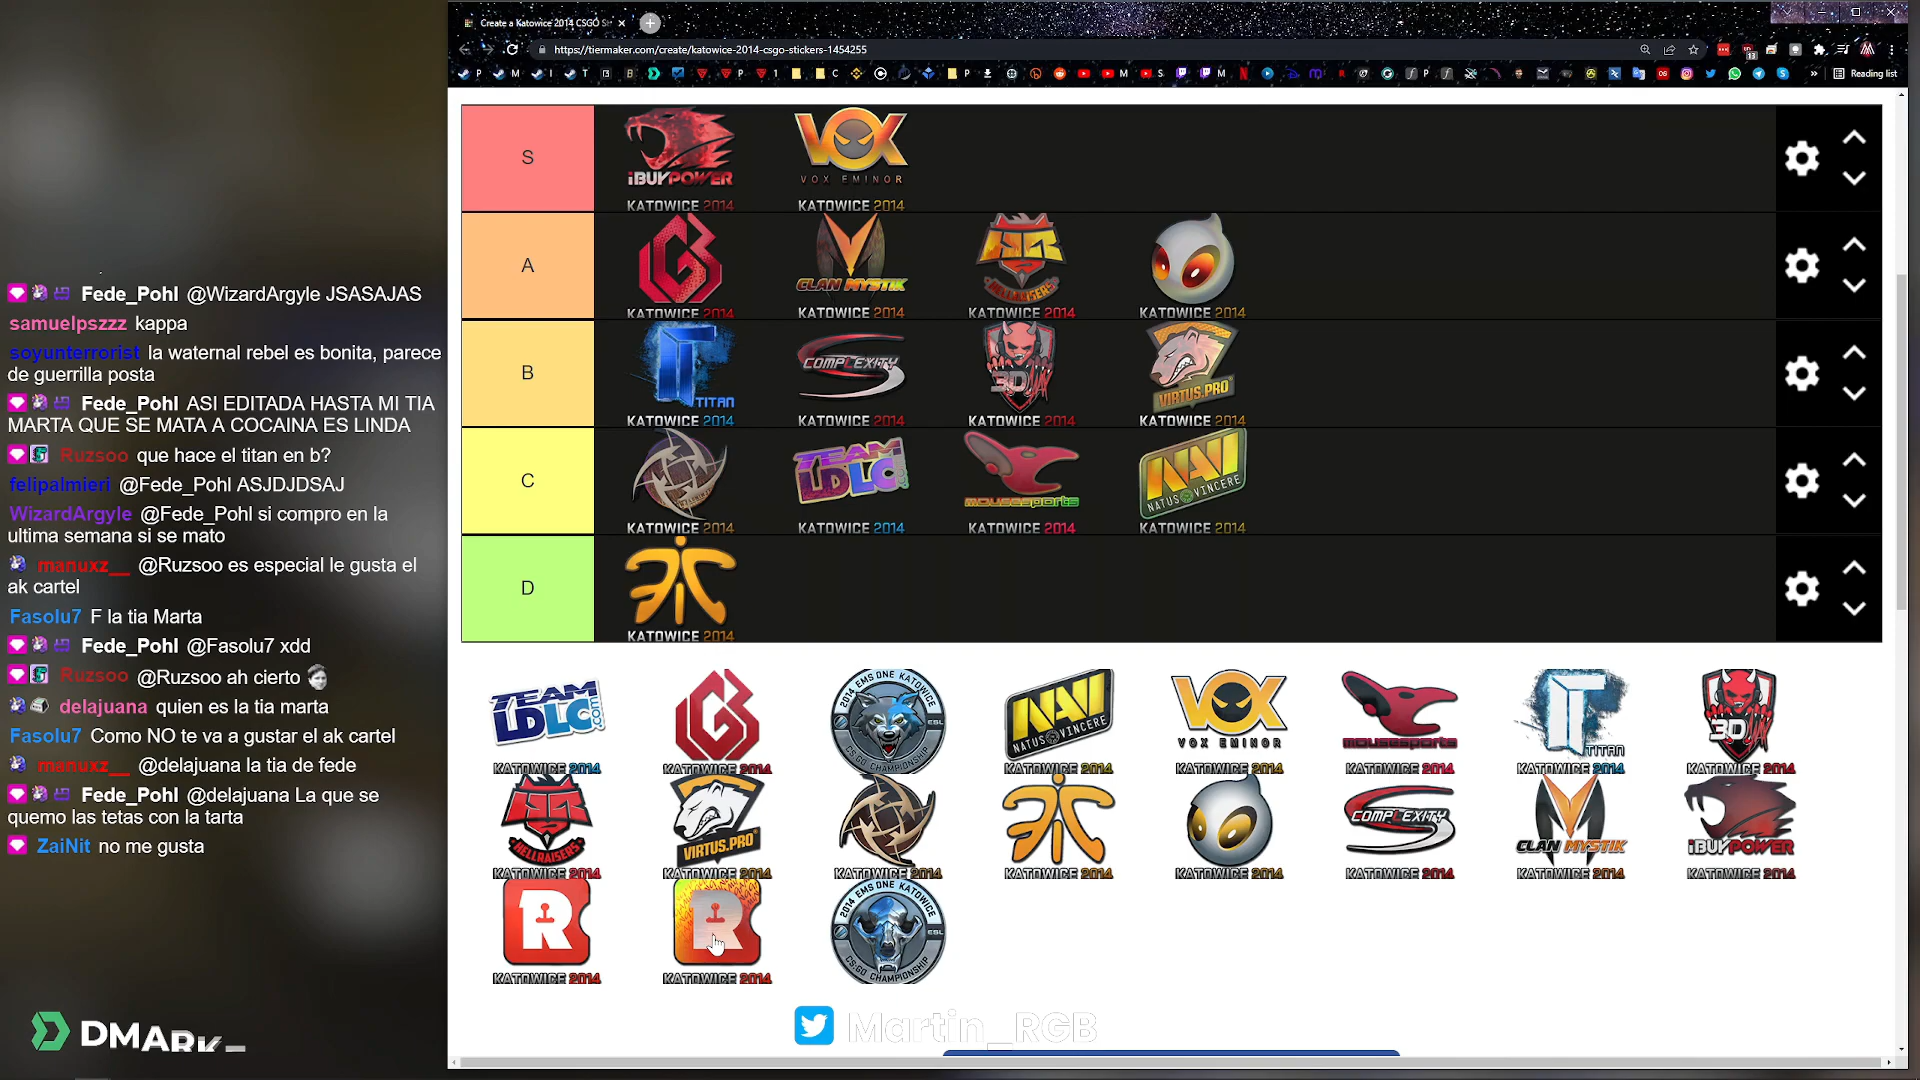 Create a Katowice 2014 CSGO St
https://tiermaker.com/create/katowice-2014-csgo-stickers-1454255
Reading list
S
iBUYPOWER
KATOWICE 2014
VOX
VOX EMINOR
KATOWICE 2014
A
KATOWICE 2014
CLAN MYSTIK
KATOWICE 2014
HR
HELLRAISERS
KATOWICE 2014
KATOWICE 2014
B
TITAN
KATOWICE 2014
COMPLEXITY
KATOWICE 2014
3DMAX
KATOWICE 2014
VIRTUS.PRO
KATOWICE 2014
C
KATOWICE 2014
TEAM
LDLC
KATOWICE 2014
mousesports
KATOWICE 2014
NAVI
NATUS VINCERE
KATOWICE 2014
D
KATOWICE 2014
TEAM
LDLC.com
KATOWICE 2014
KATOWICE 2014
2014 EMS ONE KATOWICE
ESL
CS:GO CHAMPIONSHIP
NAVI
NATUS VINCERE
KATOWICE 2014
VOX
VOX EMINOR
KATOWICE 2014
mousesports
KATOWICE 2014
TITAN
KATOWICE 2014
3DMAX
KATOWICE 2014
HR
HELLRAISERS
KATOWICE 2014
VIRTUS.PRO
KATOWICE 2014
KATOWICE 2014
KATOWICE 2014
KATOWICE 2014
COMPLEXITY
KATOWICE 2014
CLAN MYSTIK
KATOWICE 2014
iBUYPOWER
KATOWICE 2014
R
KATOWICE 2014
R
KATOWICE 2014
2014 EMS ONE KATOWICE
ESL
CS:GO CHAMPIONSHIP
Martin_RGB
Fede_Pohl @WizardArgyle JSASAJAS
samuelpszzz kappa
soyunterrorist la waternal rebel es bonita, parece
de guerrilla posta
Fede_Pohl ASI EDITADA HASTA MI TIA
MARTA QUE SE MATA A COCAINA ES LINDA
Ruzsoo que hace el titan en b?
felipalmieri @Fede_Pohl ASJDJDSAJ
WizardArgyle @Fede_Pohl si compro en la
ultima semana si se mato
manuxz__ @Ruzsoo es especial le gusta el
ak cartel
Fasolu7 F la tia Marta
Fede_Pohl @Fasolu7 xdd
Ruzsoo @Ruzsoo ah cierto
delajuana quien es la tia marta
Fasolu7 Como NO te va a gustar el ak cartel
manuxz__ @delajuana la tia de fede
Fede_Pohl @delajuana La que se
quemo las tetas con la tarta
ZaiNit no me gusta
DMARK